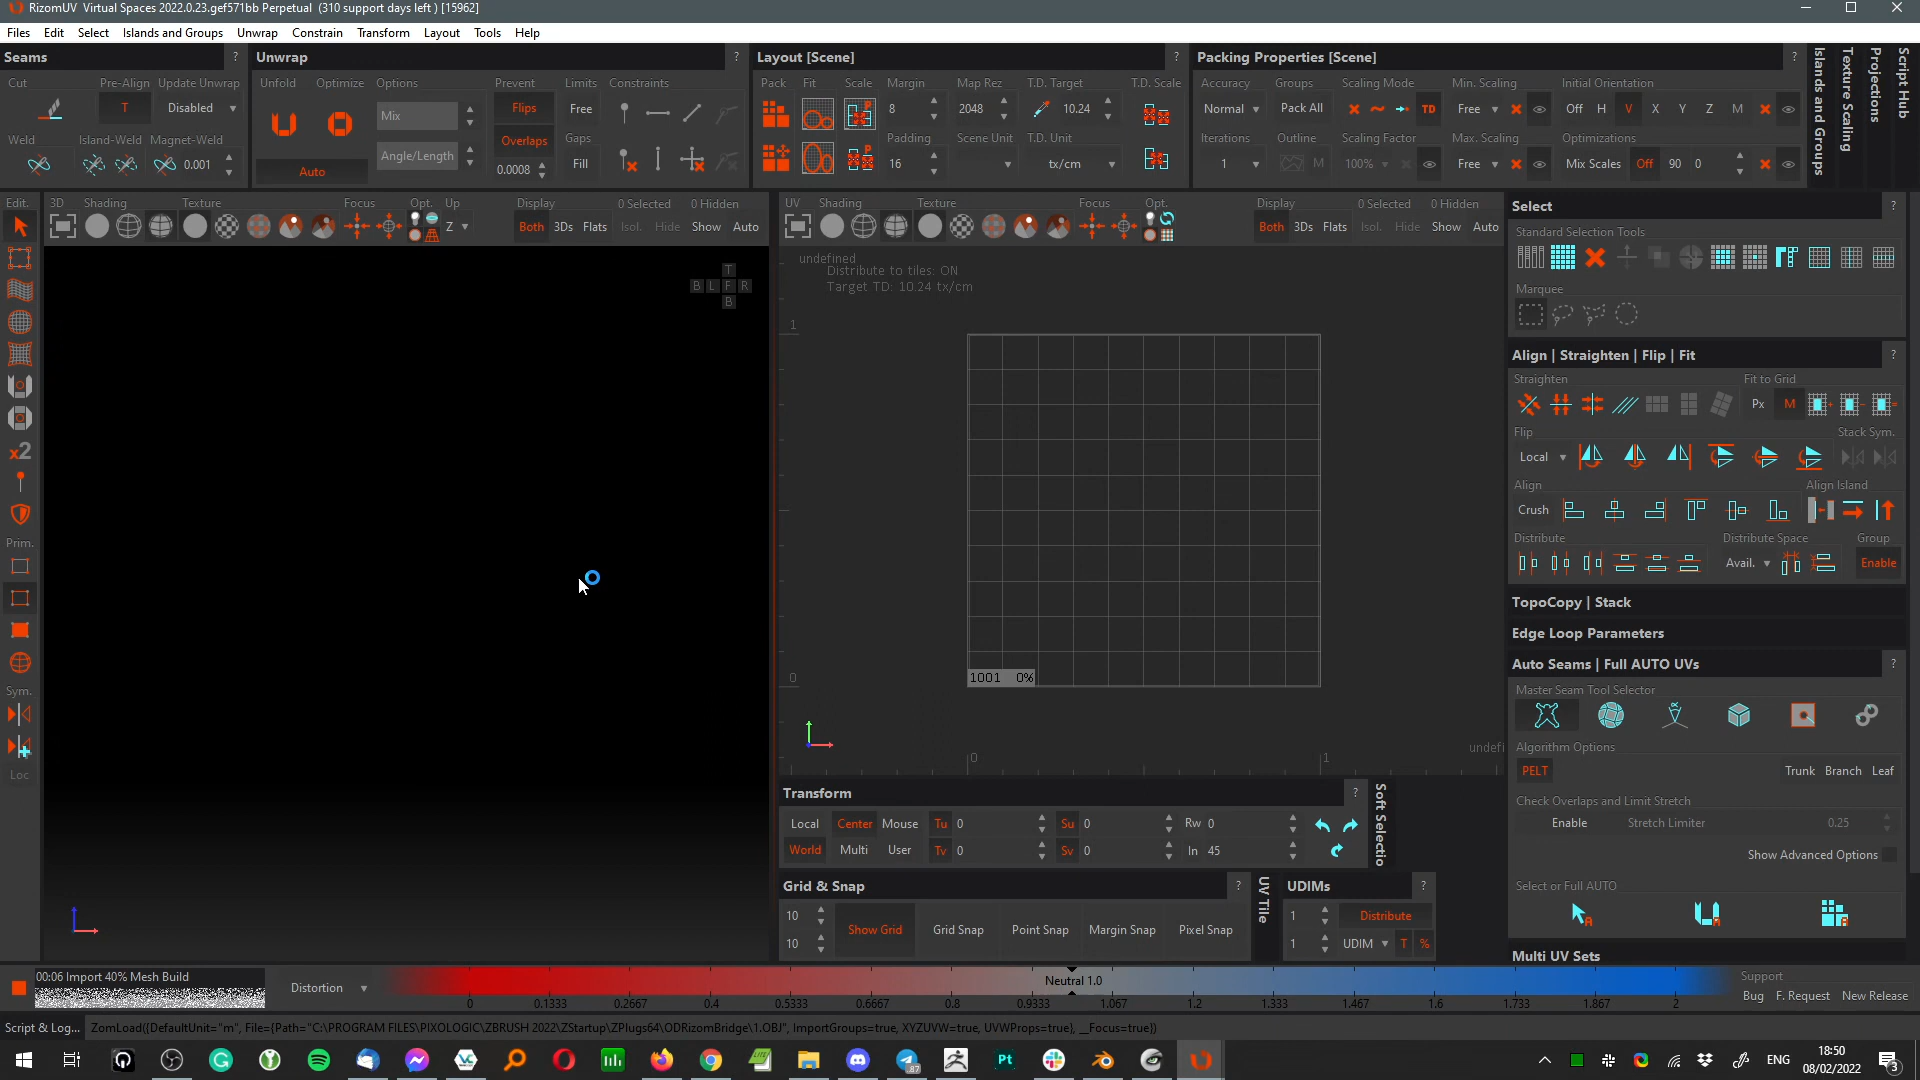 RizomUV  Virtual Spaces 2022.0.23.gef571bb Perpetual  (310 support days left ) [15962]
Files Edit Select Islands and Groups Unwrap Constrain Transform Layout Tools Help
Seams ? Unwrap ? Layout [Scene] ? Packing Properties [Scene] ?
Cut Pre-Align Update Unwrap Unfold Optimize Options Prevent Limits Constraints Pack Fit Scale Margin Map Rez T.D. Target T.D. Scale Accuracy Groups Scaling Mode Min. Scaling Initial Orientation
T Disabled Mix Flips Free 8 2048 10.24 Normal Pack All TD Free Off H V X Y Z M
Weld Island-Weld Magnet-Weld Angle/Length Overlaps Gaps Padding Scene Unit T.D. Unit Iterations Outline Scaling Factor Max. Scaling Optimizations
0.001 Auto 0.0008 Fill 16 tx/cm 1 M 100% Free Mix Scales Off 90 0
Islands and Groups
Texture Scaling
Projections
Script Hub
Edit. 3D Shading Texture Focus Opt. Up Display 0 Selected 0 Hidden
Z Both 3Ds Flats Isol. Hide Show Auto
UV Shading Texture Focus Opt. Display 0 Selected 0 Hidden
Both 3Ds Flats Isol. Hide Show Auto
T
B L F R
B
undefined
Distribute to tiles: ON
Target TD: 10.24 tx/cm
1
0
1001 0%
0 1
undefi
x2
Prim.
Sym.
Loc
Select ?
Standard Selection Tools
Marquee
Align | Straighten | Flip | Fit ?
Straighten Fit to Grid
Px M
Flip Stack Sym.
Local
Align Align Island
Crush
Distribute Distribute Space Group
Avail. Enable
TopoCopy | Stack
Edge Loop Parameters
Auto Seams | Full AUTO UVs ?
Master Seam Tool Selector
Algorithm Options
PELT Trunk Branch Leaf
Check Overlaps and Limit Stretch
Enable Stretch Limiter 0.25
Show Advanced Options
Select or Full AUTO
Multi UV Sets
Transform ?
Local Center Mouse Tu 0 Su 0 Rw 0
World Multi User Tv 0 Sv 0 In 45
Soft Selectio
Grid & Snap ? UV Tile UDIMs ?
10 Show Grid Grid Snap Point Snap Margin Snap Pixel Snap 1 Distribute
10 1 UDIM T %
00:06 Import 40% Mesh Build
Distortion
Neutral 1.0
0 0.1333 0.2667 0.4 0.5333 0.6667 0.8 0.9333 1.067 1.2 1.333 1.467 1.6 1.733 1.867 2
Support
Bug F. Request New Release
Script & Log... ZomLoad({DefaultUnit="m", File={Path="C:\PROGRAM FILES\PIXOLOGIC\ZBRUSH 2022\ZStartup\ZPlugs64\ODRizomBridge\1.OBJ", ImportGroups=true, XYZUVW=true, UVWProps=true}, __Focus=true})
LITE
87
Pt
ENG
18:50
08/02/2022
3